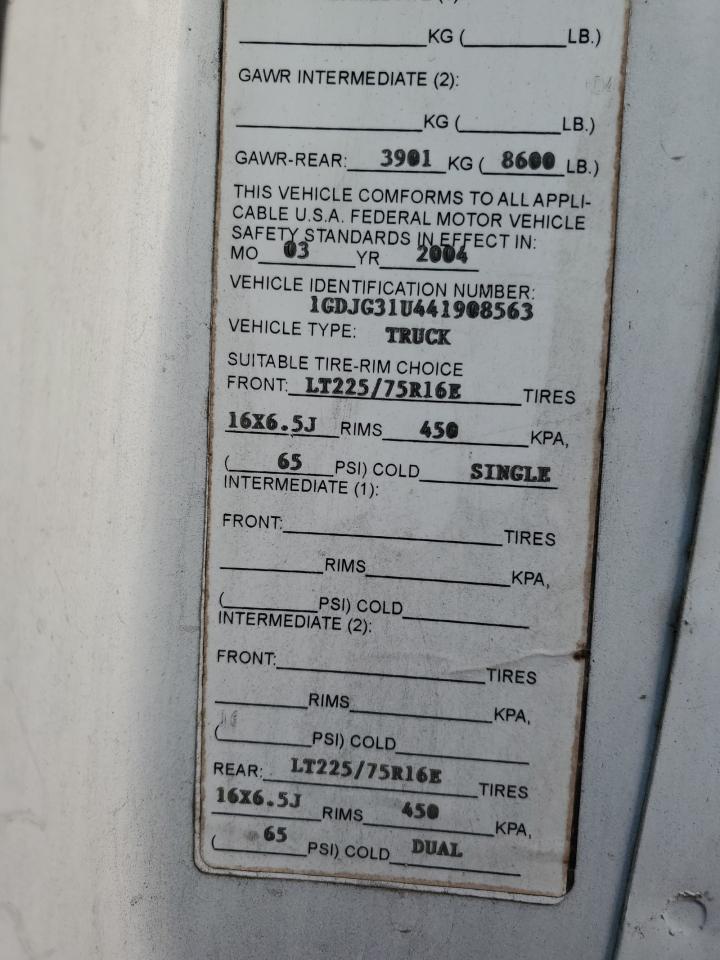 KG ( LB.)
GAWR INTERMEDIATE (2):
KG ( LB.)
GAWR-REAR: 3901 KG ( 8600 LB.)
THIS VEHICLE COMFORMS TO ALL APPLI-
CABLE U.S.A. FEDERAL MOTOR VEHICLE
SAFETY STANDARDS IN EFFECT IN:
MO 03 YR 2004
VEHICLE IDENTIFICATION NUMBER:
1GDJG31U441908563
VEHICLE TYPE: TRUCK
SUITABLE TIRE-RIM CHOICE
FRONT: LT225/75R16E TIRES
16X6.5J RIMS 450 KPA,
( 65 PSI) COLD SINGLE
INTERMEDIATE (1):
FRONT: TIRES
RIMS KPA,
( PSI) COLD
INTERMEDIATE (2):
FRONT: TIRES
RIMS KPA,
( PSI) COLD
REAR: LT225/75R16E TIRES
16X6.5J RIMS 450 KPA,
( 65 PSI) COLD DUAL